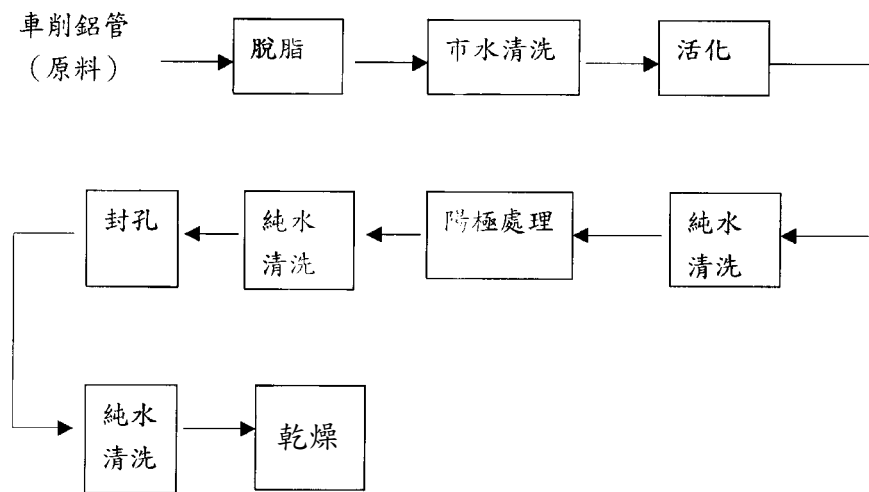 車削鋁管
（原料）
脫脂
市水清洗
活化
純水
清洗
陽極處理
純水
清洗
封孔
純水
清洗
乾燥